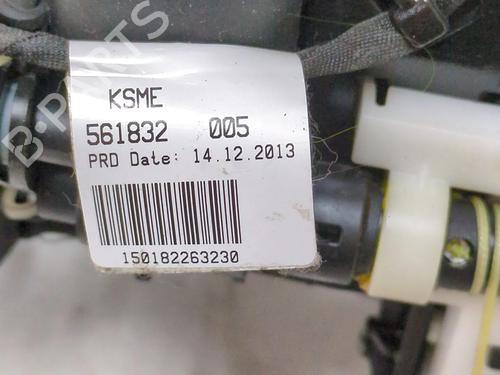 KSME
561832 005
PRD Date: 14.12.2013
150182263230
B-PARTS